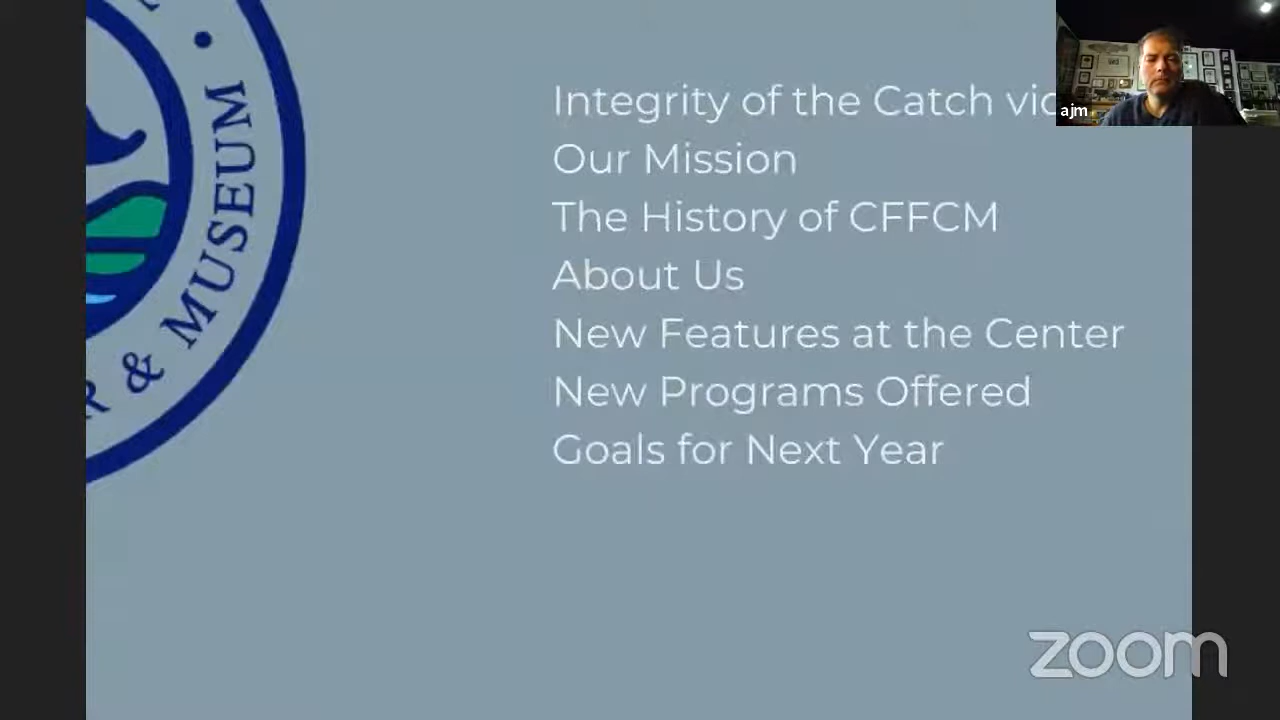 MUSEUM
&
Integrity of the Catch
Our Mission
The History of CFFCM
About Us
New Features at the Center
New Programs Offered
Goals for Next Year
ajm
zoom